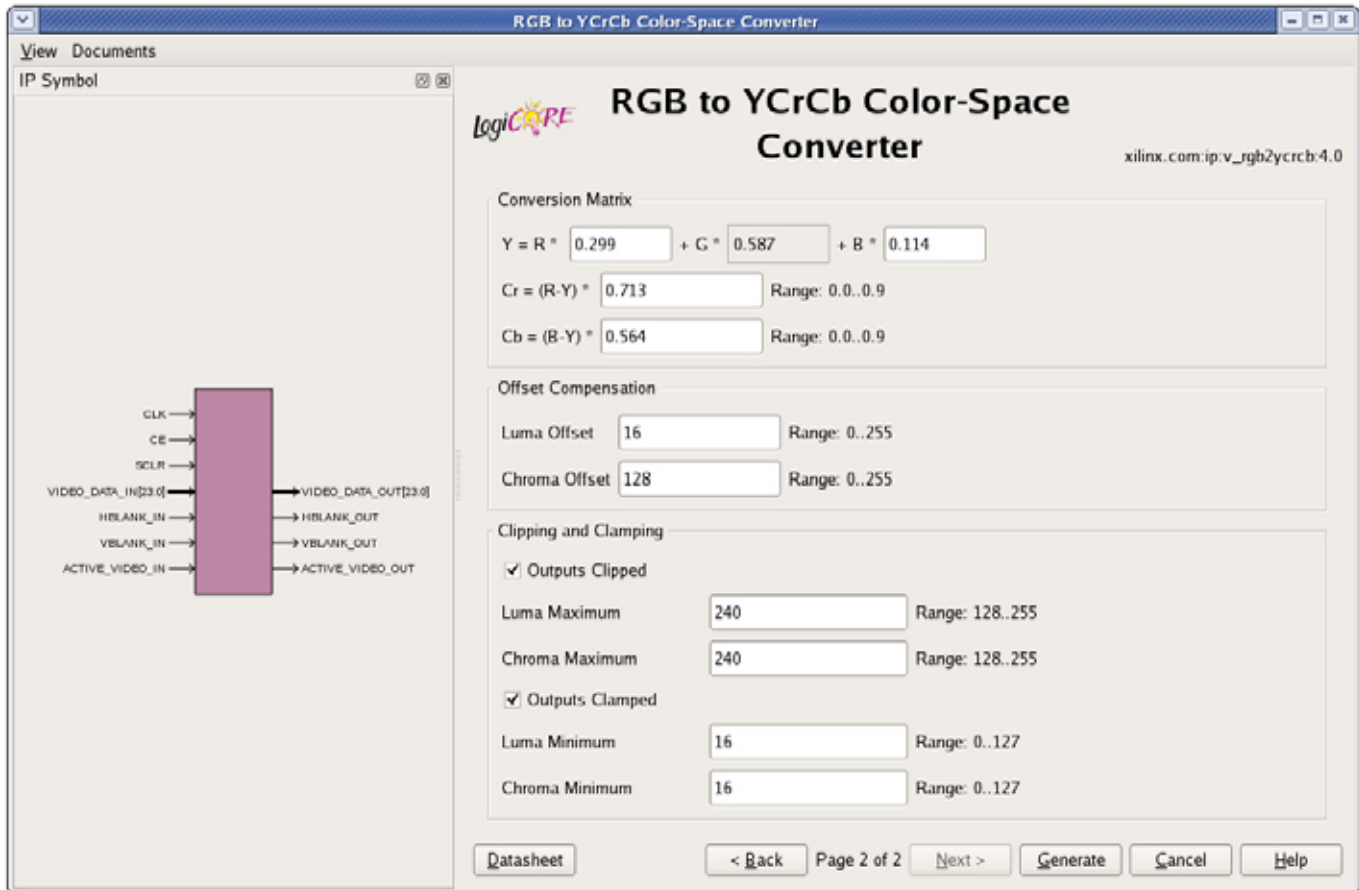 RGB to YCrCb Color-Space Converter
View Documents
IP Symbol
CLK
CE
SCLR
VIDEO_DATA_IN[23:0]
HBLANK_IN
VBLANK_IN
ACTIVE_VIDEO_IN
VIDEO_DATA_OUT[23:0]
HBLANK_OUT
VBLANK_OUT
ACTIVE_VIDEO_OUT
LogiCORE
RGB to YCrCb Color-Space
Converter
xilinx.com:ip:v_rgb2ycrcb:4.0
Conversion Matrix
Y = R * 0.299 + G * 0.587 + B * 0.114
Cr = (R-Y) * 0.713 Range: 0.0..0.9
Cb = (B-Y) * 0.564 Range: 0.0..0.9
Offset Compensation
Luma Offset 16 Range: 0..255
Chroma Offset 128 Range: 0..255
Clipping and Clamping
Outputs Clipped
Luma Maximum 240 Range: 128..255
Chroma Maximum 240 Range: 128..255
Outputs Clamped
Luma Minimum 16 Range: 0..127
Chroma Minimum 16 Range: 0..127
Datasheet < Back Page 2 of 2 Next > Generate Cancel Help